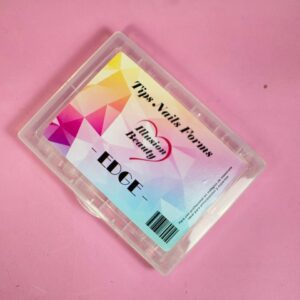 Tips Nails Forms
Illusion
Beauty
- EDGE -